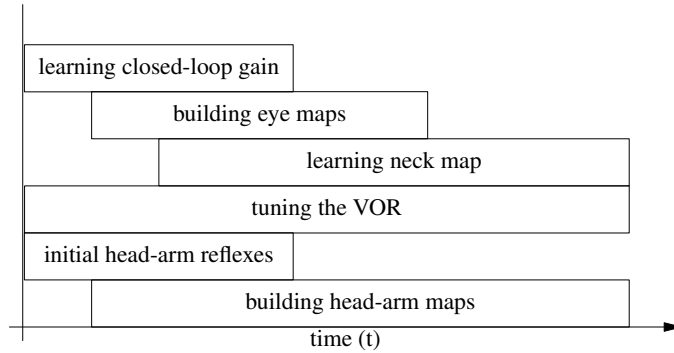 learning closed-loop gain
building eye maps
learning neck map
tuning the VOR
initial head-arm reflexes
building head-arm maps
time (t)